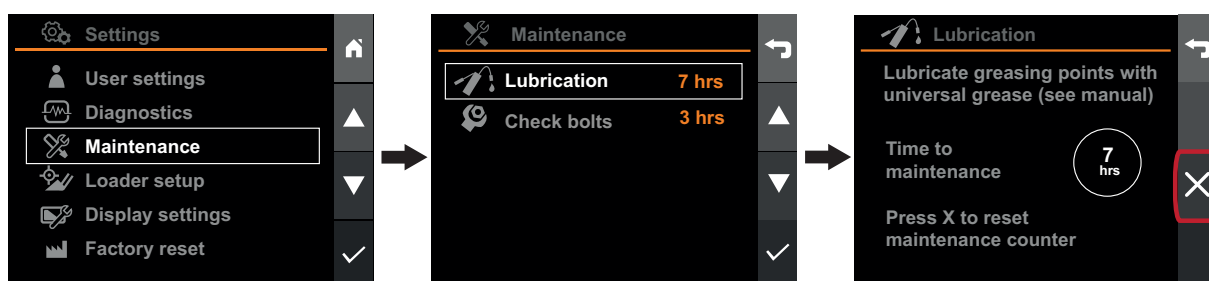 Settings
User settings
Diagnostics
Maintenance
Loader setup
Display settings
Factory reset
Maintenance
Lubrication 7 hrs
Check bolts 3 hrs
Lubrication
Lubricate greasing points with
universal grease (see manual)
Time to
maintenance
7
hrs
Press X to reset
maintenance counter